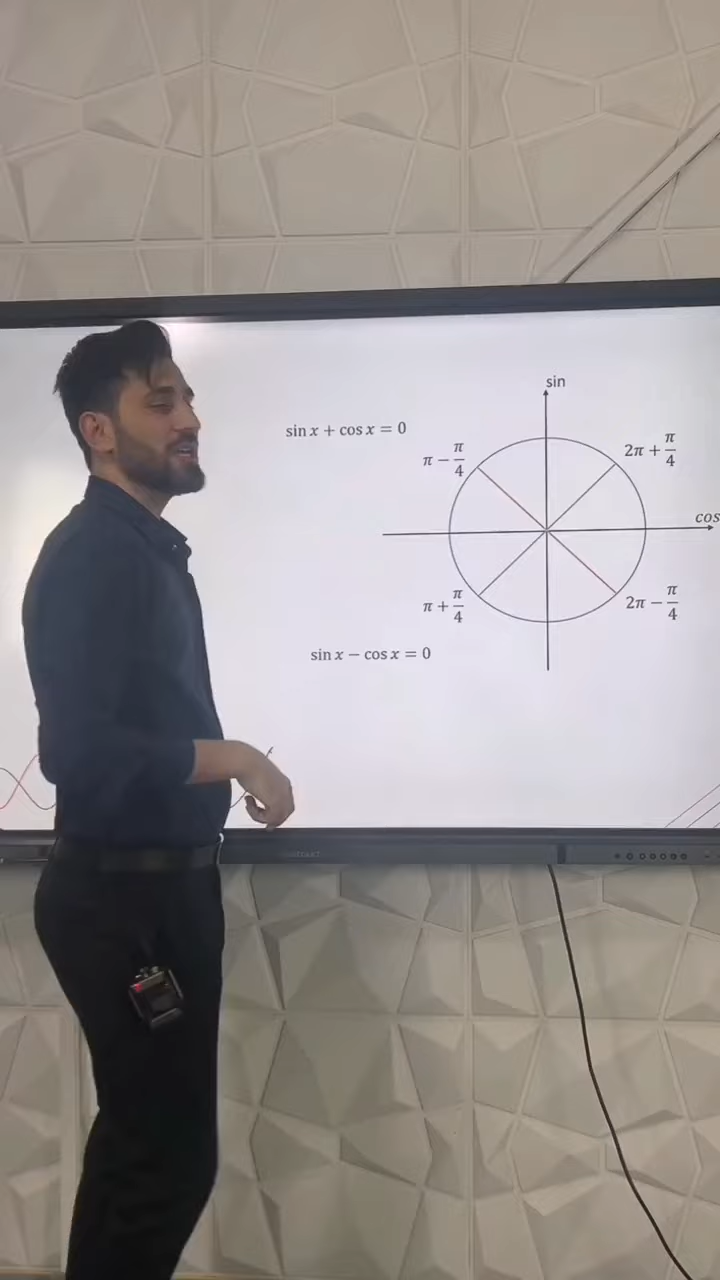 sin
sin x + cos x = 0
π − π/4
2π + π/4
cos
π + π/4
2π − π/4
sin x − cos x = 0